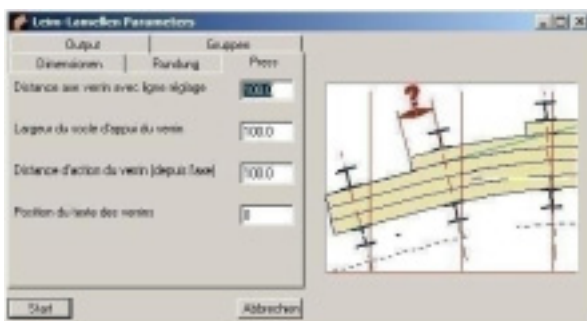 Leim-Lamellen Parameters
Output Gruppen
Dimensionen Rundung Press
Distance axe verin avec ligne réglage 100.0
Largeur du socle d'appui du verin 100.0
Distance d'action du verin (depuis l'axe) 100.0
Position du texte des verins 0
?
Start Abbrechen